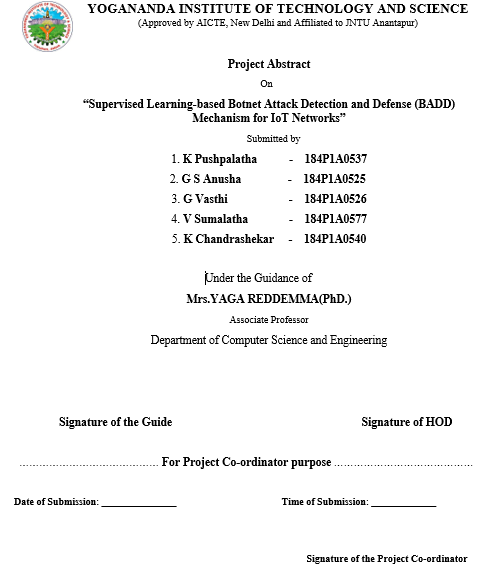 YOGANANDA INSTITUTE OF TECHNOLOGY AND SCIENCE
(Approved by AICTE, New Delhi and Affiliated to JNTU Anantapur)
Project Abstract
On
“Supervised Learning-based Botnet Attack Detection and Defense (BADD)
Mechanism for IoT Networks”
Submitted by
1. K Pushpalatha - 184P1A0537
2. G S Anusha - 184P1A0525
3. G Vasthi - 184P1A0526
4. V Sumalatha - 184P1A0577
5. K Chandrashekar - 184P1A0540
Under the Guidance of
Mrs.YAGA REDDEMMA(PhD.)
Associate Professor
Department of Computer Science and Engineering
Signature of the Guide Signature of HOD
…………………………………… For Project Co-ordinator purpose ……………………………………
Date of Submission: _______________ Time of Submission: _____________
Signature of the Project Co-ordinator